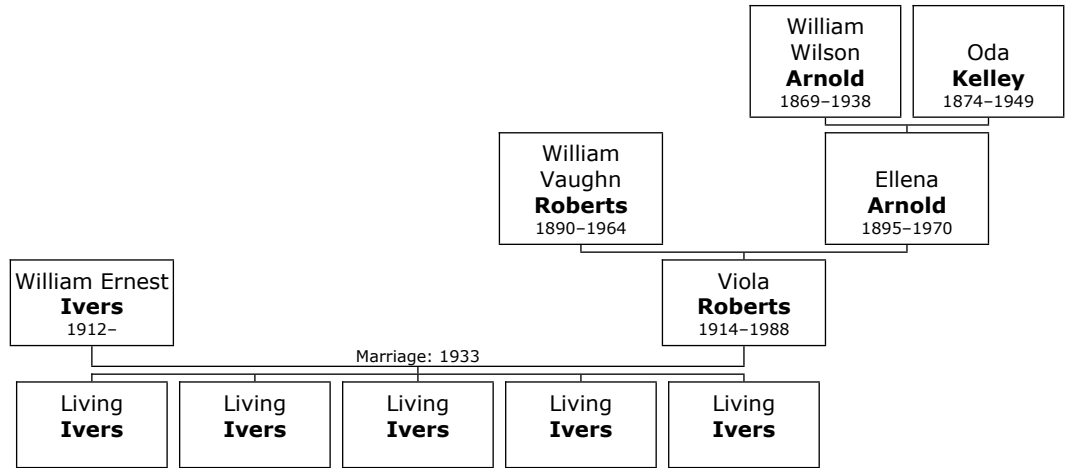 William
Wilson
Arnold
1869–1938
Oda
Kelley
1874–1949
William
Vaughn
Roberts
1890–1964
Ellena
Arnold
1895–1970
William Ernest
Ivers
1912–
Viola
Roberts
1914–1988
Marriage: 1933
Living
Ivers
Living
Ivers
Living
Ivers
Living
Ivers
Living
Ivers